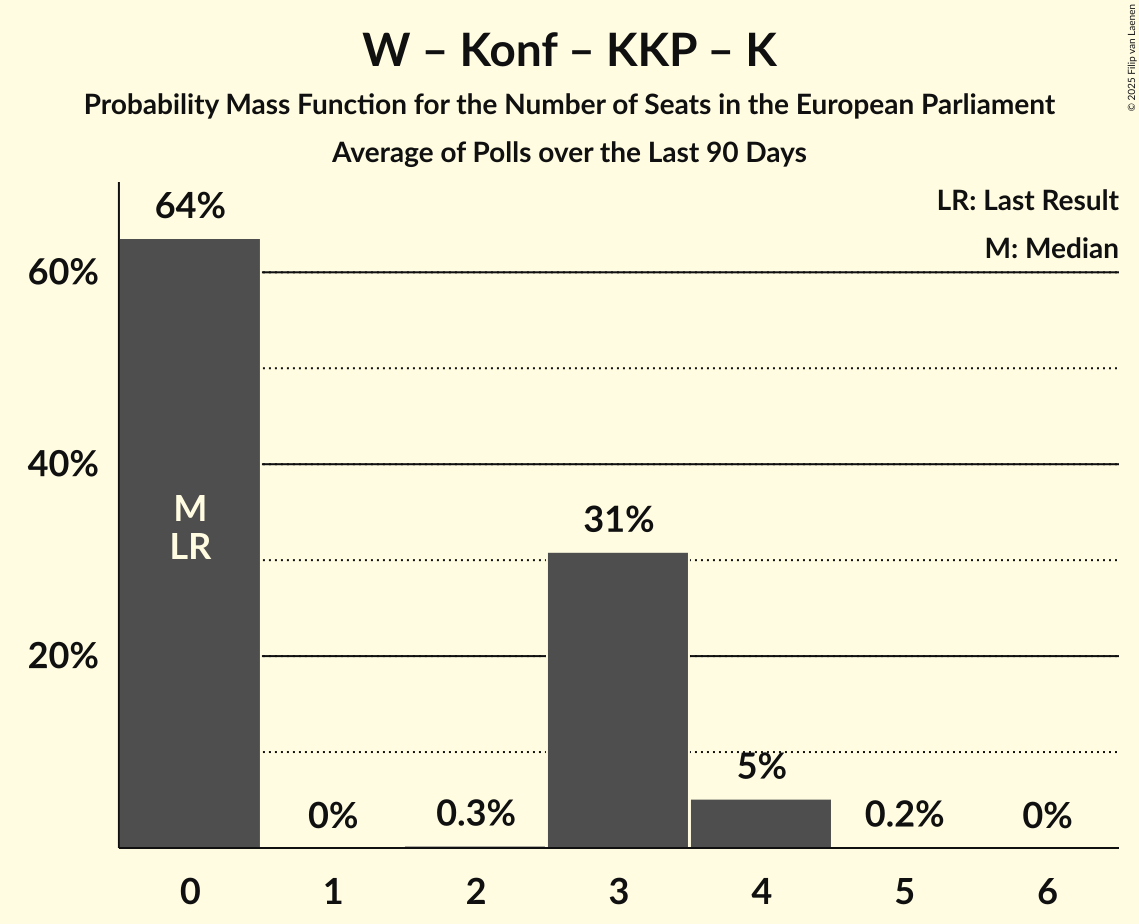 W – Konf – KKP – K
Probability Mass Function for the Number of Seats in the European Parliament
Average of Polls over the Last 90 Days
© 2025 Filip van Laenen
LR: Last Result
M: Median
64%
60%
40%
20%
M
LR
0%
0.3%
31%
5%
0.2%
0%
0 1 2 3 4 5 6